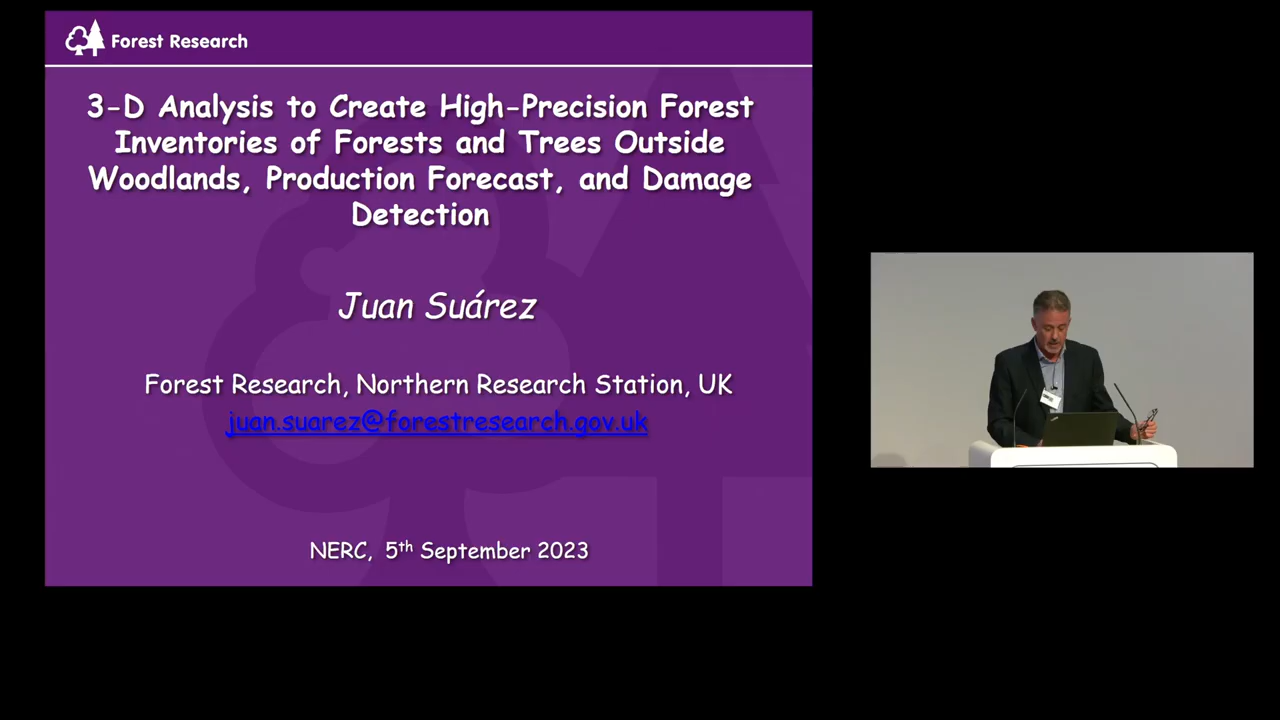 Forest Research
3-D Analysis to Create High-Precision Forest
Inventories of Forests and Trees Outside
Woodlands, Production Forecast, and Damage
Detection
Juan Suárez
Forest Research, Northern Research Station, UK
juan.suarez@forestresearch.gov.uk
NERC, 5th September 2023